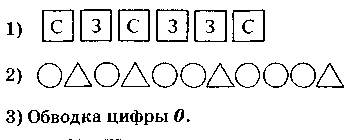 1) С З С З З С
2)
3) Обводка цифры 0.